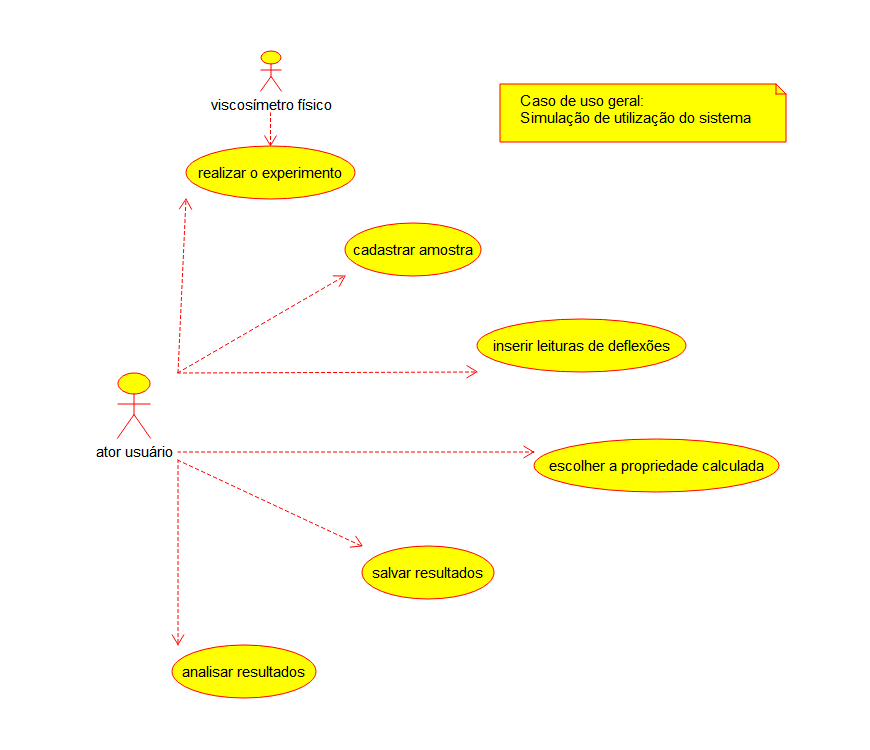 viscosímetro físico
Caso de uso geral:
Simulação de utilização do sistema
realizar o experimento
cadastrar amostra
inserir leituras de deflexões
ator usuário
escolher a propriedade calculada
salvar resultados
analisar resultados